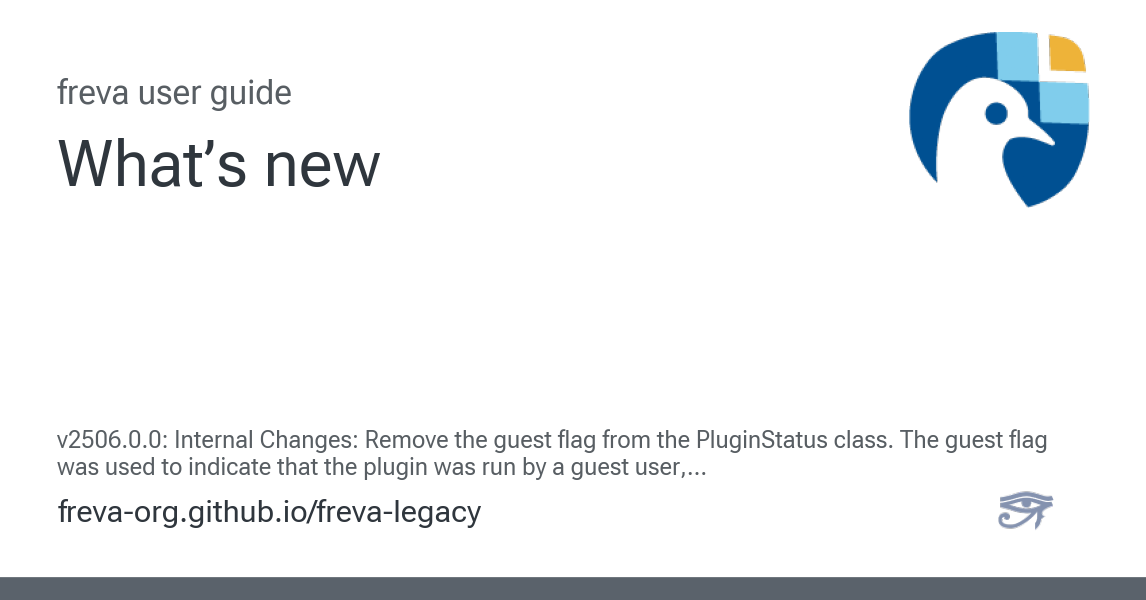 freva user guide
What’s new
v2506.0.0: Internal Changes: Remove the guest flag from the PluginStatus class. The guest flag
was used to indicate that the plugin was run by a guest user,...
freva-org.github.io/freva-legacy